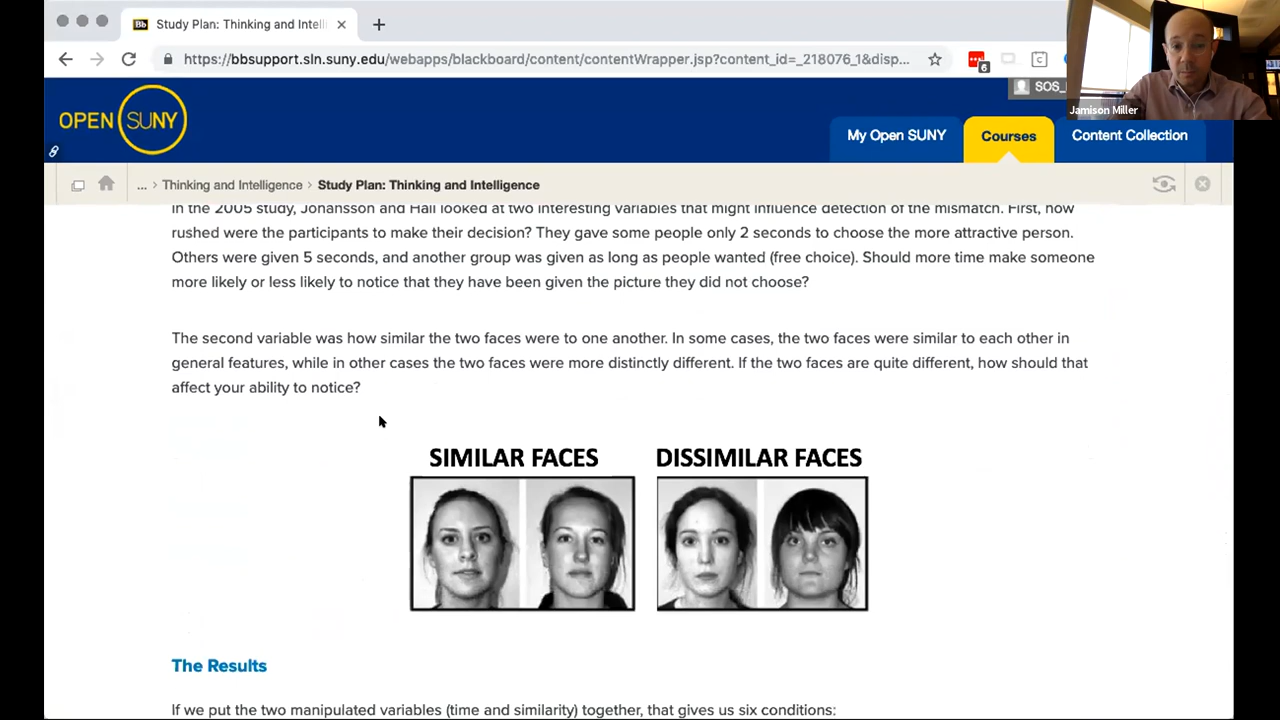 Study Plan: Thinking and Intelli
https://bbsupport.sln.suny.edu/webapps/blackboard/content/contentWrapper.jsp?content_id=_218076_1&disp...
6
Jamison Miller
SOS_
OPEN SUNY
My Open SUNY
Courses
Content Collection
... > Thinking and Intelligence > Study Plan: Thinking and Intelligence
In the 2005 study, Johansson and Hall looked at two interesting variables that might influence detection of the mismatch. First, how
rushed were the participants to make their decision? They gave some people only 2 seconds to choose the more attractive person.
Others were given 5 seconds, and another group was given as long as people wanted (free choice). Should more time make someone
more likely or less likely to notice that they have been given the picture they did not choose?
The second variable was how similar the two faces were to one another. In some cases, the two faces were similar to each other in
general features, while in other cases the two faces were more distinctly different. If the two faces are quite different, how should that
affect your ability to notice?
SIMILAR FACES
DISSIMILAR FACES
The Results
If we put the two manipulated variables (time and similarity) together, that gives us six conditions: